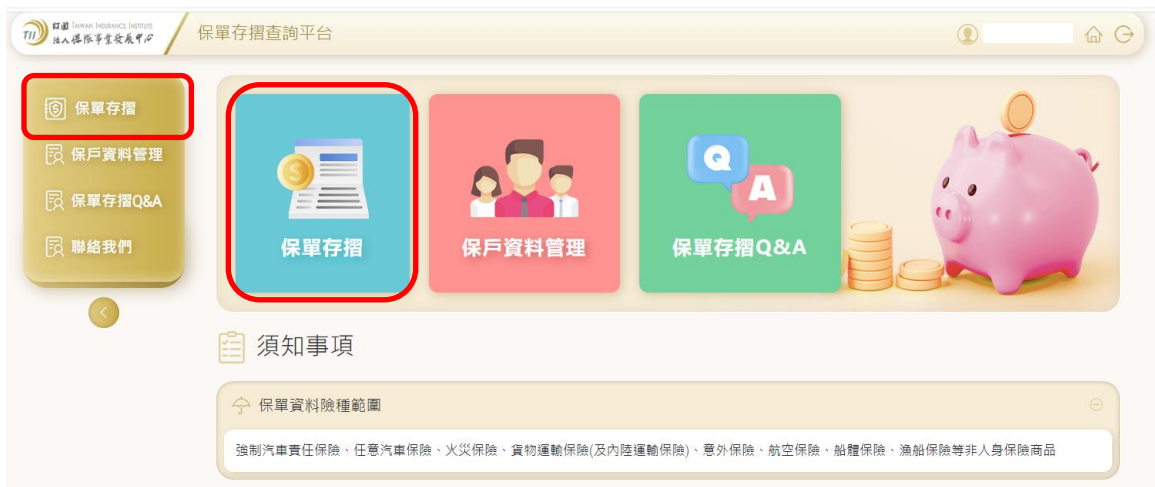 TII 財團 TAIWAN INSURANCE INSTITUTE
法人保險事業發展中心
保單存摺查詢平台
保單存摺
保戶資料管理
保單存摺Q&A
聯絡我們
Q
A
保單存摺
保戶資料管理
保單存摺Q&A
須知事項
保單資料險種範圍
強制汽車責任保險、任意汽車保險、火災保險、貨物運輸保險(及內陸運輸保險)、意外保險、航空保險、船體保險、漁船保險等非人身保險商品